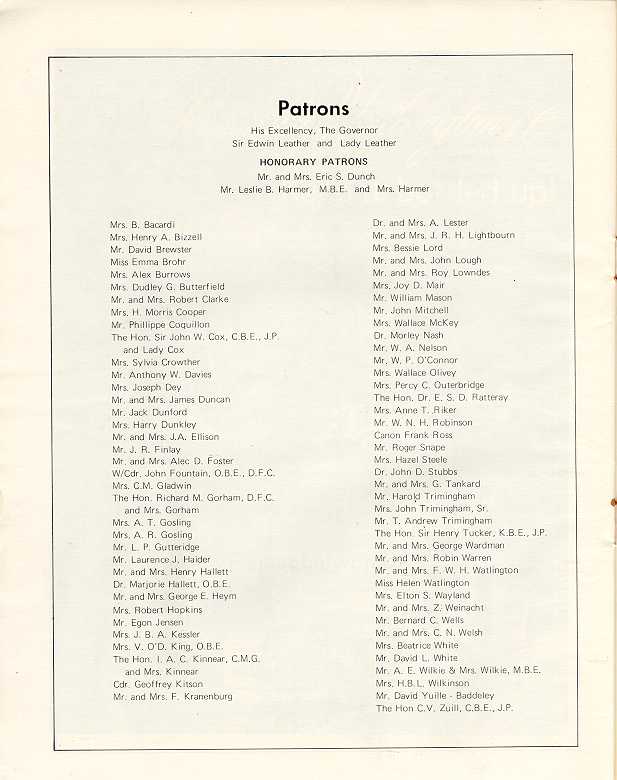 Patrons
His Excellency, The Governor
Sir Edwin Leather and Lady Leather
HONORARY PATRONS
Mr. and Mrs. Eric S. Dunch
Mr. Leslie B. Harmer, M.B.E. and Mrs. Harmer
Mrs. B. Bacardi
Mrs. Henry A. Bizzell
Mr. David Brewster
Miss Emma Brohr
Mrs. Alex Burrows
Mrs. Dudley G. Butterfield
Mr. and Mrs. Robert Clarke
Mrs. H. Morris Cooper
Mr. Phillippe Coquillon
The Hon. Sir John W. Cox, C.B.E., J.P.
and Lady Cox
Mrs. Sylvia Crowther
Mr. Anthony W. Davies
Mrs. Joseph Dey
Mr. and Mrs. James Duncan
Mr. Jack Dunford
Mrs. Harry Dunkley
Mr. and Mrs. J.A. Ellison
Mr. J. R. Finlay
Mr. and Mrs. Alec D. Foster
W/Cdr. John Fountain, O.B.E., D.F.C.
Mrs. C.M. Gladwin
The Hon. Richard M. Gorham, D.F.C.
and Mrs. Gorham
Mrs. A. T. Gosling
Mrs. A. R. Gosling
Mr. L. P. Gutteridge
Mr. Laurence J. Haider
Mr. and Mrs. Henry Hallett
Dr. Marjorie Hallett, O.B.E.
Mr. and Mrs. George E. Heym
Mrs. Robert Hopkins
Mr. Egon Jensen
Mrs. J. B. A. Kessler
Mrs. V. O'D. King, O.B.E.
The Hon. I. A. C. Kinnear, C.M.G.
and Mrs. Kinnear
Cdr. Geoffrey Kitson
Mr. and Mrs. F. Kranenburg
Dr. and Mrs. A. Lester
Mr. and Mrs. J. R. H. Lightbourn
Mrs. Bessie Lord
Mr. and Mrs. John Lough
Mr. and Mrs. Roy Lowndes
Mrs. Joy D. Mair
Mr. William Mason
Mr. John Mitchell
Mrs. Wallace McKey
Dr. Morley Nash
Mr. W. A. Nelson
Mr. W. P. O'Connor
Mrs. Wallace Olivey
Mrs. Percy C. Outerbridge
The Hon. Dr. E. S. D. Ratteray
Mrs. Anne T. Riker
Mr. W. N. H. Robinson
Canon Frank Ross
Mr. Roger Snape
Mrs. Hazel Steele
Dr. John D. Stubbs
Mr. and Mrs. G. Tankard
Mr. Harold Trimingham
Mrs. John Trimingham, Sr.
Mr. T. Andrew Trimingham
The Hon. Sir Henry Tucker, K.B.E., J.P.
Mr. and Mrs. George Wardman
Mr. and Mrs. Robin Warren
Mr. and Mrs. F. W. H. Watlington
Miss Helen Watlington
Mrs. Elton S. Wayland
Mr. and Mrs. Z. Weinacht
Mr. Bernard C. Wells
Mr. and Mrs. C. N. Welsh
Mrs. Beatrice White
Mr. David L. White
Mr. A. E. Wilkie & Mrs. Wilkie, M.B.E.
Mrs. H.B.L. Wilkinson
Mr. David Yuille - Baddeley
The Hon C.V. Zuill, C.B.E., J.P.